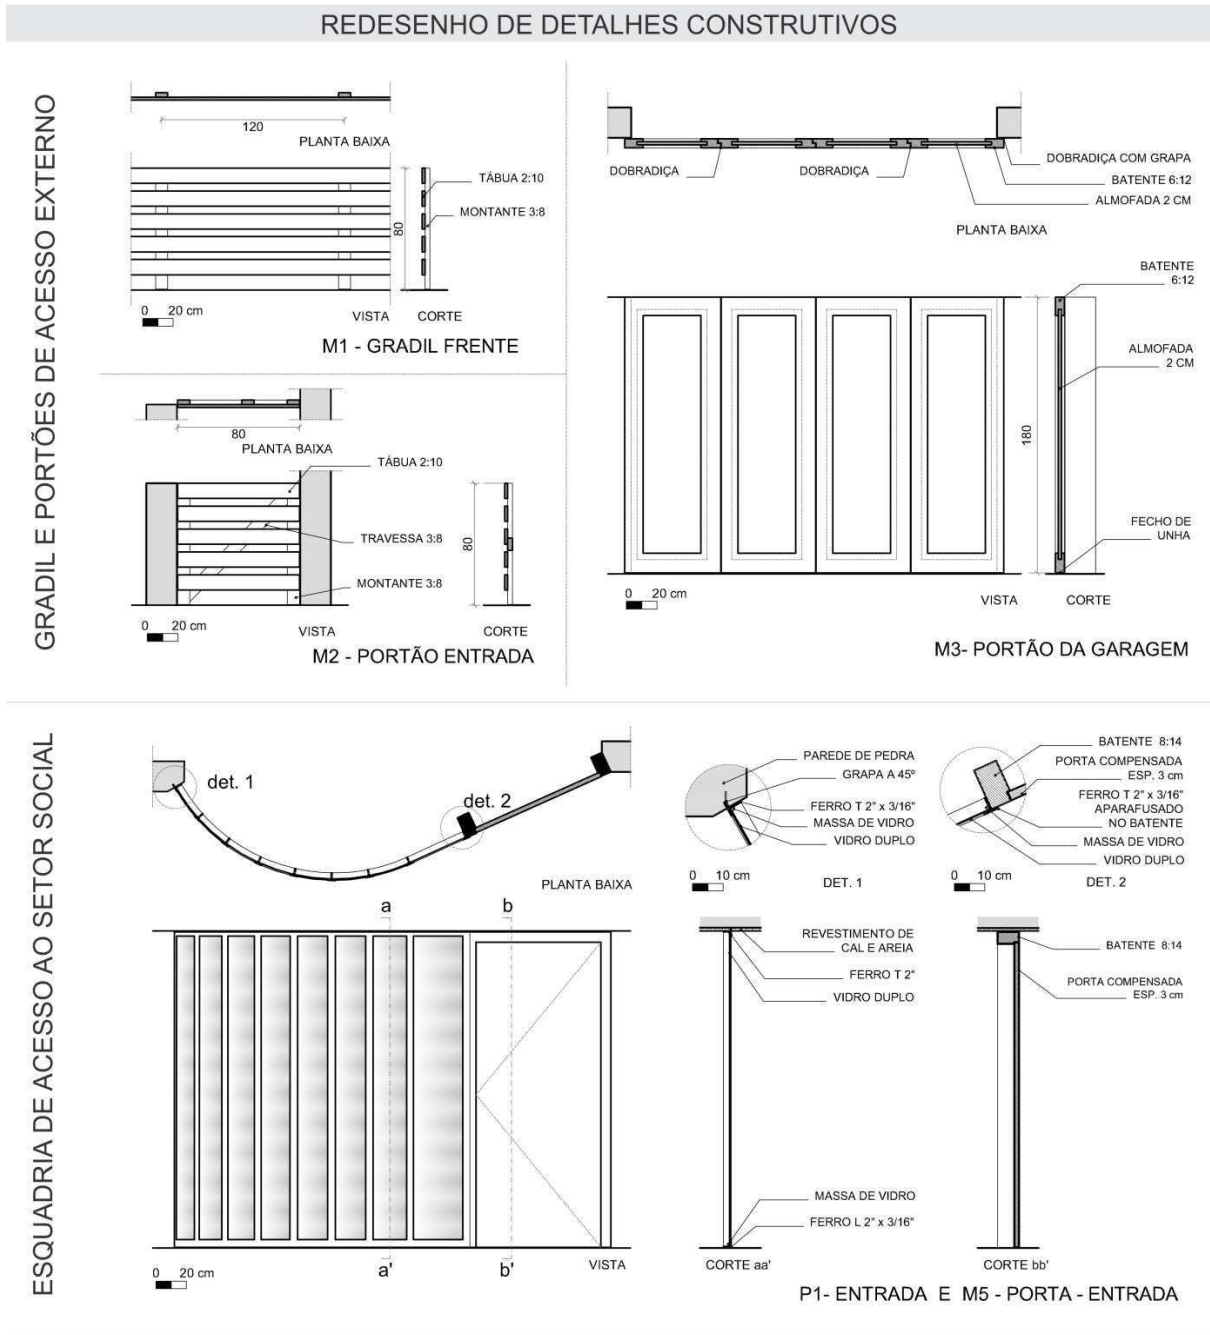 REDESENHO DE DETALHES CONSTRUTIVOS
GRADIL E PORTÕES DE ACESSO EXTERNO
120
PLANTA BAIXA
TÁBUA 2:10
MONTANTE 3:8
80
0 20 cm
VISTA
CORTE
M1 - GRADIL FRENTE
80
PLANTA BAIXA
TÁBUA 2:10
TRAVESSA 3:8
MONTANTE 3:8
80
0 20 cm
VISTA
CORTE
M2 - PORTÃO ENTRADA
DOBRADIÇA
DOBRADIÇA
DOBRADIÇA COM GRAPA
BATENTE 6:12
ALMOFADA 2 CM
PLANTA BAIXA
BATENTE
6:12
ALMOFADA
2 CM
180
FECHO DE
UNHA
0 20 cm
VISTA
CORTE
M3- PORTÃO DA GARAGEM
ESQUADRIA DE ACESSO AO SETOR SOCIAL
det. 1
det. 2
PLANTA BAIXA
PAREDE DE PEDRA
GRAPA A 45º
FERRO T 2" x 3/16"
MASSA DE VIDRO
VIDRO DUPLO
0 10 cm
DET. 1
BATENTE 8:14
PORTA COMPENSADA
ESP. 3 cm
FERRO T 2" x 3/16"
APARAFUSADO
NO BATENTE
MASSA DE VIDRO
VIDRO DUPLO
0 10 cm
DET. 2
a
b
a'
b'
0 20 cm
VISTA
REVESTIMENTO DE
CAL E AREIA
FERRO T 2"
VIDRO DUPLO
MASSA DE VIDRO
FERRO L 2" x 3/16"
CORTE aa'
BATENTE 8:14
PORTA COMPENSADA
ESP. 3 cm
CORTE bb'
P1- ENTRADA E M5 - PORTA - ENTRADA